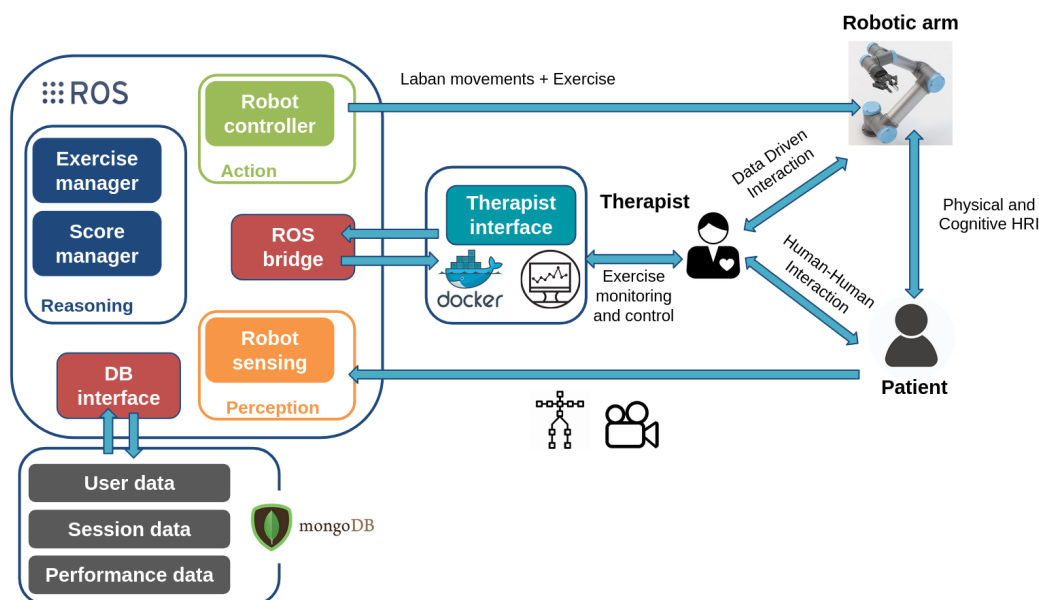 Robotic arm
ROS
Robot
controller
Action
Laban movements + Exercise
Exercise
manager
Score
manager
Reasoning
ROS
bridge
Therapist
interface
docker
Therapist
Data Driven
Interaction
Physical and
Cognitive HRI
Exercise
monitoring
and control
Human-Human
Interaction
Robot
sensing
Perception
Patient
DB
interface
User data
Session data
Performance data
mongoDB